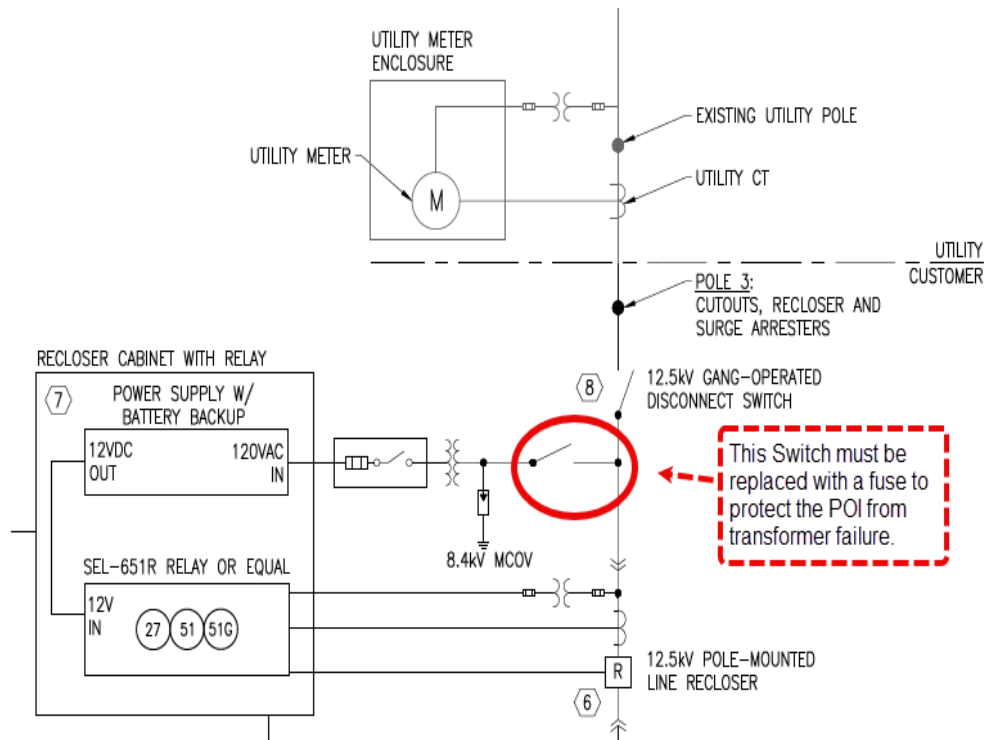 UTILITY METER
ENCLOSURE
EXISTING UTILITY POLE
UTILITY METER
M
UTILITY CT
UTILITY
CUSTOMER
POLE 3:
CUTOUTS, RECLOSER AND
SURGE ARRESTERS
RECLOSER CABINET WITH RELAY
7
POWER SUPPLY W/
BATTERY BACKUP
12VDC
OUT
120VAC
IN
8
12.5kV GANG-OPERATED
DISCONNECT SWITCH
This Switch must be
replaced with a fuse to
protect the POI from
transformer failure.
8.4kV MCOV
SEL-651R RELAY OR EQUAL
12V
IN
27 51 51G
R
12.5kV POLE-MOUNTED
LINE RECLOSER
6